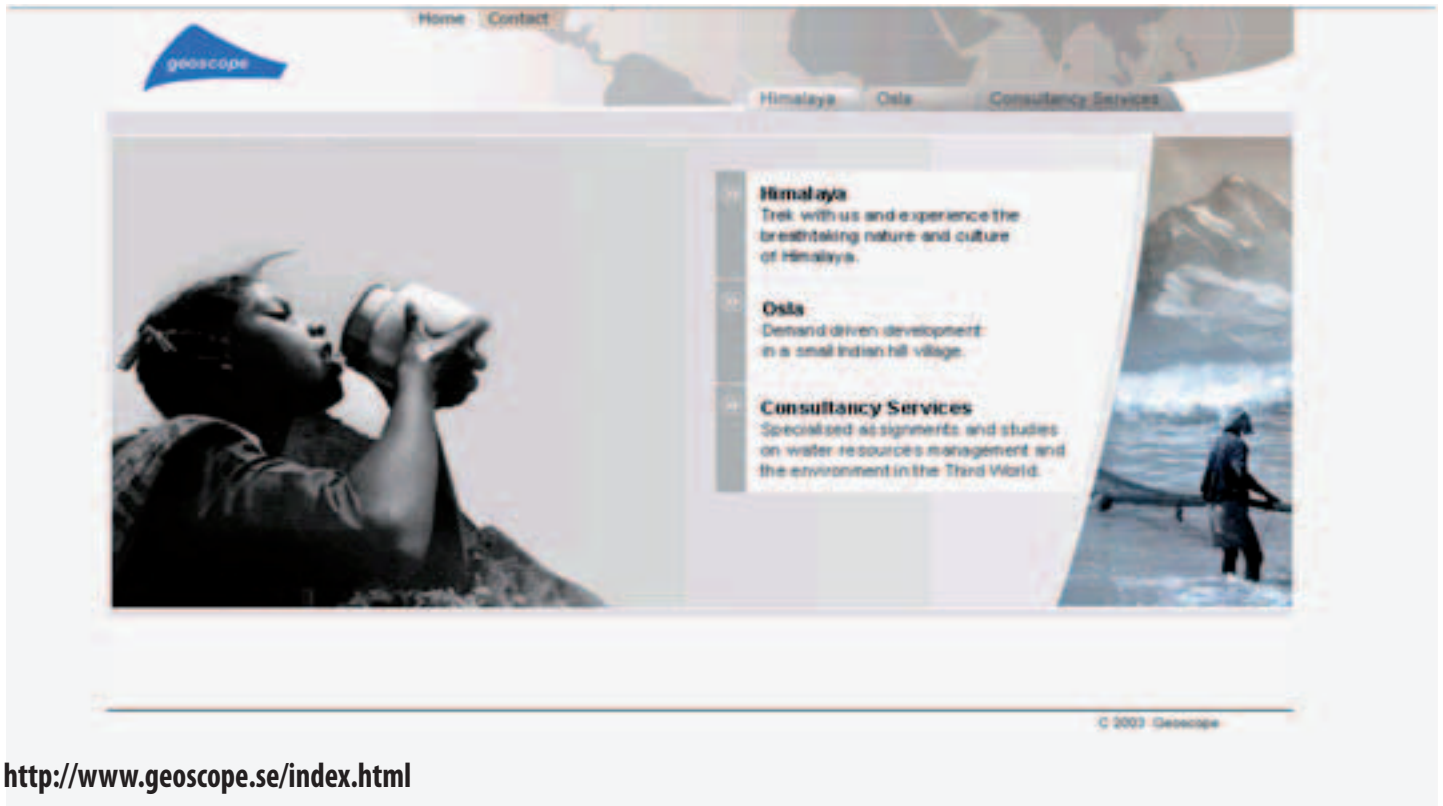 Home Contact
geoscope
Himalaya Osla Consultancy Services
Himalaya
Trek with us and experience the
breathtaking nature and culture
of Himalaya.
Osla
Demand driven development
in a small Indian hill village.
Consultancy Services
Specialised assignments and studies
on water resources management and
the environment in the Third World.
C 2003 Geoscope
http://www.geoscope.se/index.html